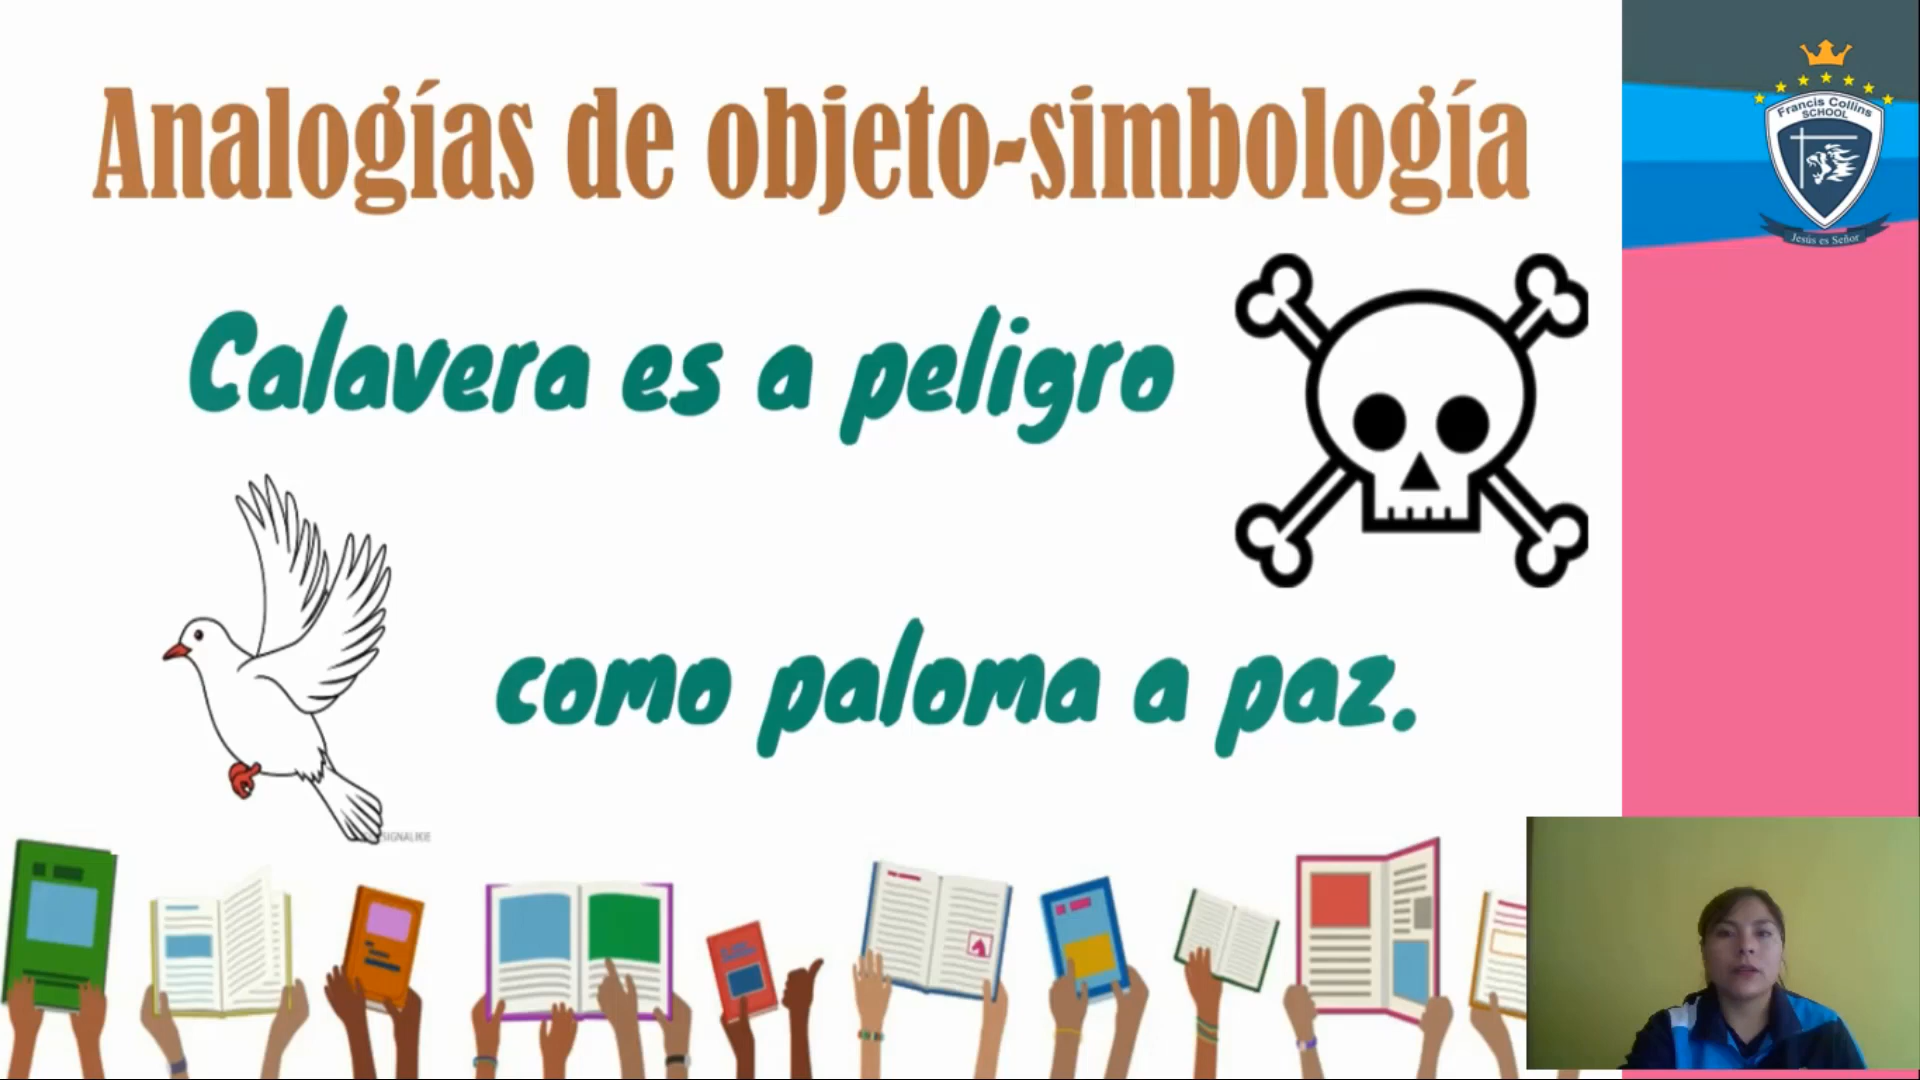 Analogías de objeto-simbología
Francis Collins
SCHOOL
Jesús es Señor
Calavera es a peligro
como paloma a paz.